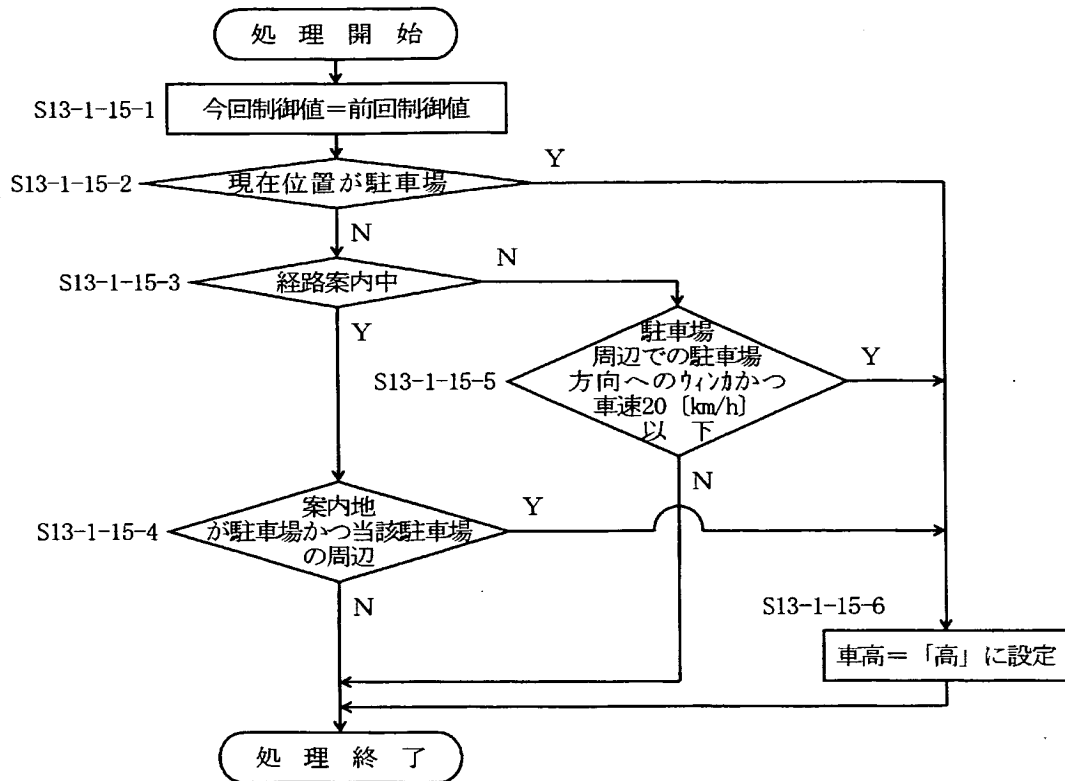 処理開始
S13-1-15-1
今回制御値＝前回制御値
S13-1-15-2
現在位置が駐車場
Y
N
S13-1-15-3
経路案内中
N
Y
S13-1-15-5
駐車場
周辺での駐車場
方向へのウィンカかつ
車速20〔km/h〕
以下
Y
N
S13-1-15-4
案内地
が駐車場かつ当該駐車場
の周辺
Y
N
S13-1-15-6
車高＝「高」に設定
処理終了